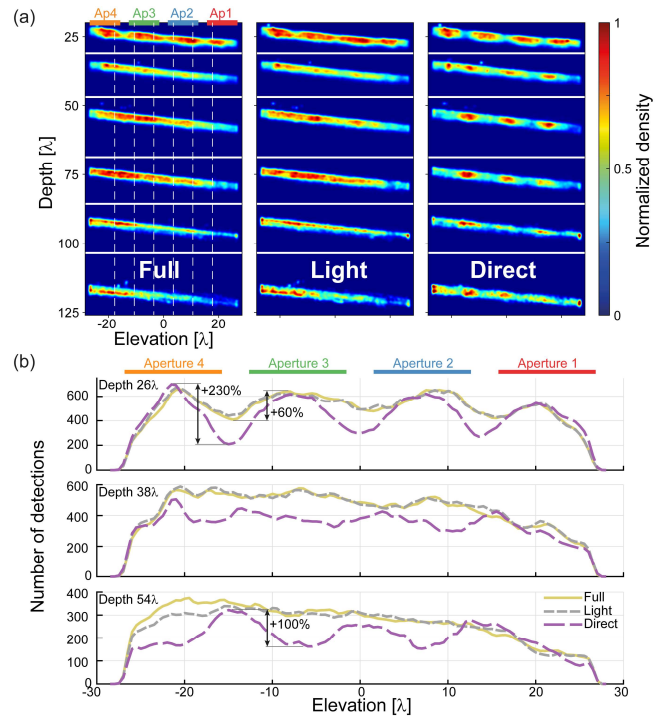 (a)
Ap4 Ap3 Ap2 Ap1
25
50
75
100
125
Depth [λ]
Full Light Direct
-20 0 20
Elevation [λ] Elevation [λ]
1
0.5
0
Normalized density
(b)
Aperture 4 Aperture 3 Aperture 2 Aperture 1
Depth 26λ
600
400
200
0
+230%
+60%
Depth 38λ
600
400
200
0
Depth 54λ
400
300
200
100
0
+100%
Full
Light
Direct
Number of detections
-30 -20 -10 0 10 20 30
Elevation [λ]